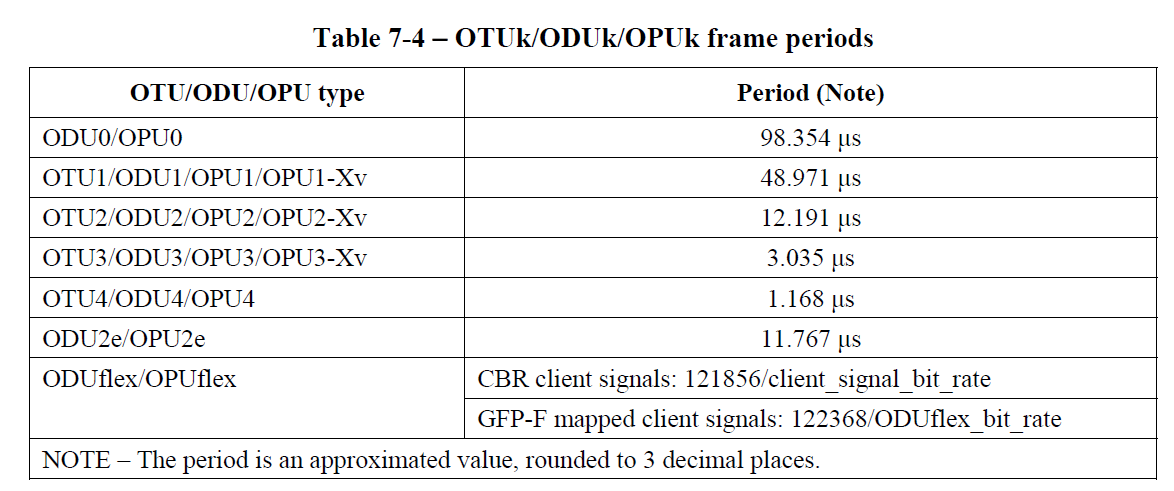 Table 7-4 – OTUk/ODUk/OPUk frame periods
OTU/ODU/OPU type Period (Note)
ODU0/OPU0 98.354 μs
OTU1/ODU1/OPU1/OPU1-Xv 48.971 μs
OTU2/ODU2/OPU2/OPU2-Xv 12.191 μs
OTU3/ODU3/OPU3/OPU3-Xv 3.035 μs
OTU4/ODU4/OPU4 1.168 μs
ODU2e/OPU2e 11.767 μs
ODUflex/OPUflex CBR client signals: 121856/client_signal_bit_rate
GFP-F mapped client signals: 122368/ODUflex_bit_rate
NOTE – The period is an approximated value, rounded to 3 decimal places.